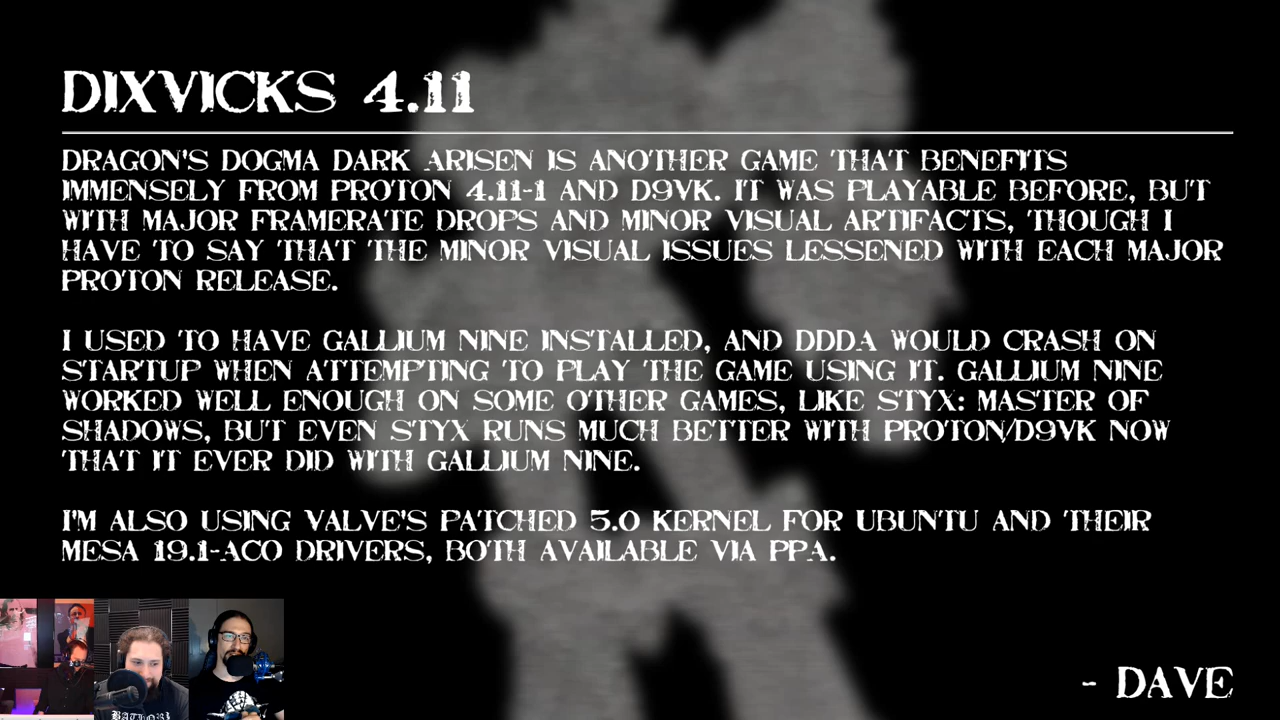 DIXVICKS 4.11
DRAGON'S DOGMA DARK ARISEN IS ANOTHER GAME THAT BENEFITS
IMMENSELY FROM PROTON 4.11-1 AND D9VK. IT WAS PLAYABLE BEFORE, BUT
WITH MAJOR FRAMERATE DROPS AND MINOR VISUAL ARTIFACTS, THOUGH I
HAVE TO SAY THAT THE MINOR VISUAL ISSUES LESSENED WITH EACH MAJOR
PROTON RELEASE.
I USED TO HAVE GALLIUM NINE INSTALLED, AND DDDA WOULD CRASH ON
STARTUP WHEN ATTEMPTING TO PLAY THE GAME USING IT. GALLIUM NINE
WORKED WELL ENOUGH ON SOME OTHER GAMES, LIKE STYX: MASTER OF
SHADOWS, BUT EVEN STYX RUNS MUCH BETTER WITH PROTON/D9VK NOW
THAT IT EVER DID WITH GALLIUM NINE.
I'M ALSO USING VALVE'S PATCHED 5.0 KERNEL FOR UBUNTU AND THEIR
MESA 19.1-ACO DRIVERS, BOTH AVAILABLE VIA PPA.
- DAVE
BATHORY